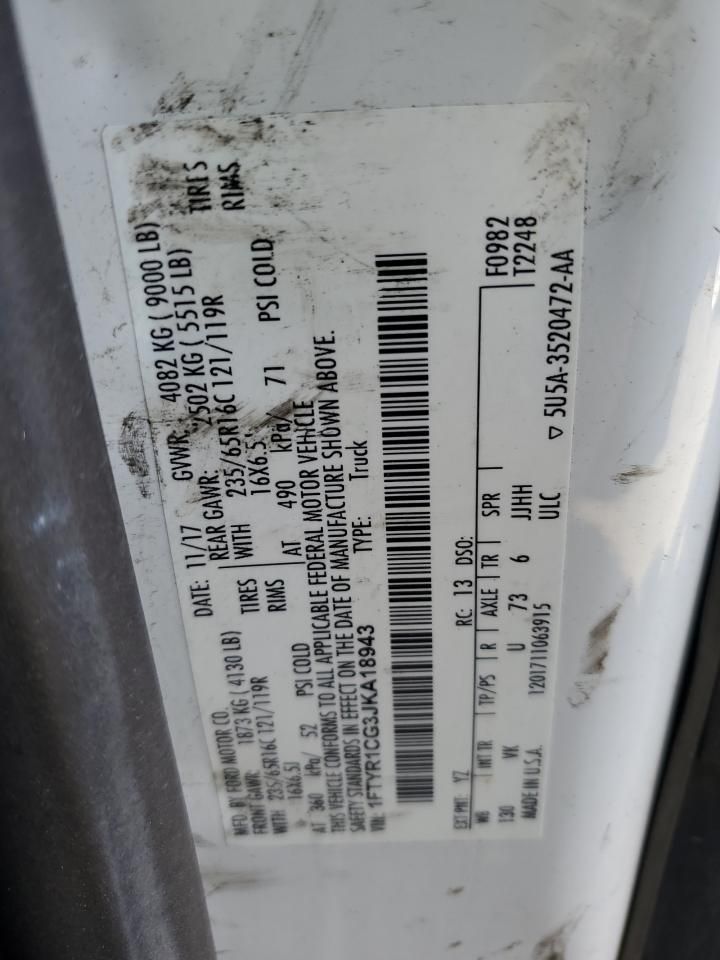 MFD. BY FORD MOTOR CO.
DATE: 11/17 GVWR: 4082 KG ( 9000 LB)
FRONT GAWR: 1873 KG ( 4130 LB) REAR GAWR: 2502 KG ( 5515 LB)
WITH 235/65R16C 121/119R TIRES WITH 235/65R16C 121/119R TIRES
16X6.5J RIMS 16X6.5J RIMS
AT 360 kPa/ 52 PSI COLD AT 490 kPa/ 71 PSI COLD
THIS VEHICLE CONFORMS TO ALL APPLICABLE FEDERAL MOTOR VEHICLE
SAFETY STANDARDS IN EFFECT ON THE DATE OF MANUFACTURE SHOWN ABOVE.
VIN: 1FTYR1CG3JKA18943 TYPE: Truck
F0982
T2248
EXT PNT: YZ RC: 13 DSO:
WB INT TR TP/PS R AXLE TR SPR
130 VK U 73 6 JJHH
MADE IN U.S.A. 1201711063915 ULC
▽ 5U5A-3520472-AA